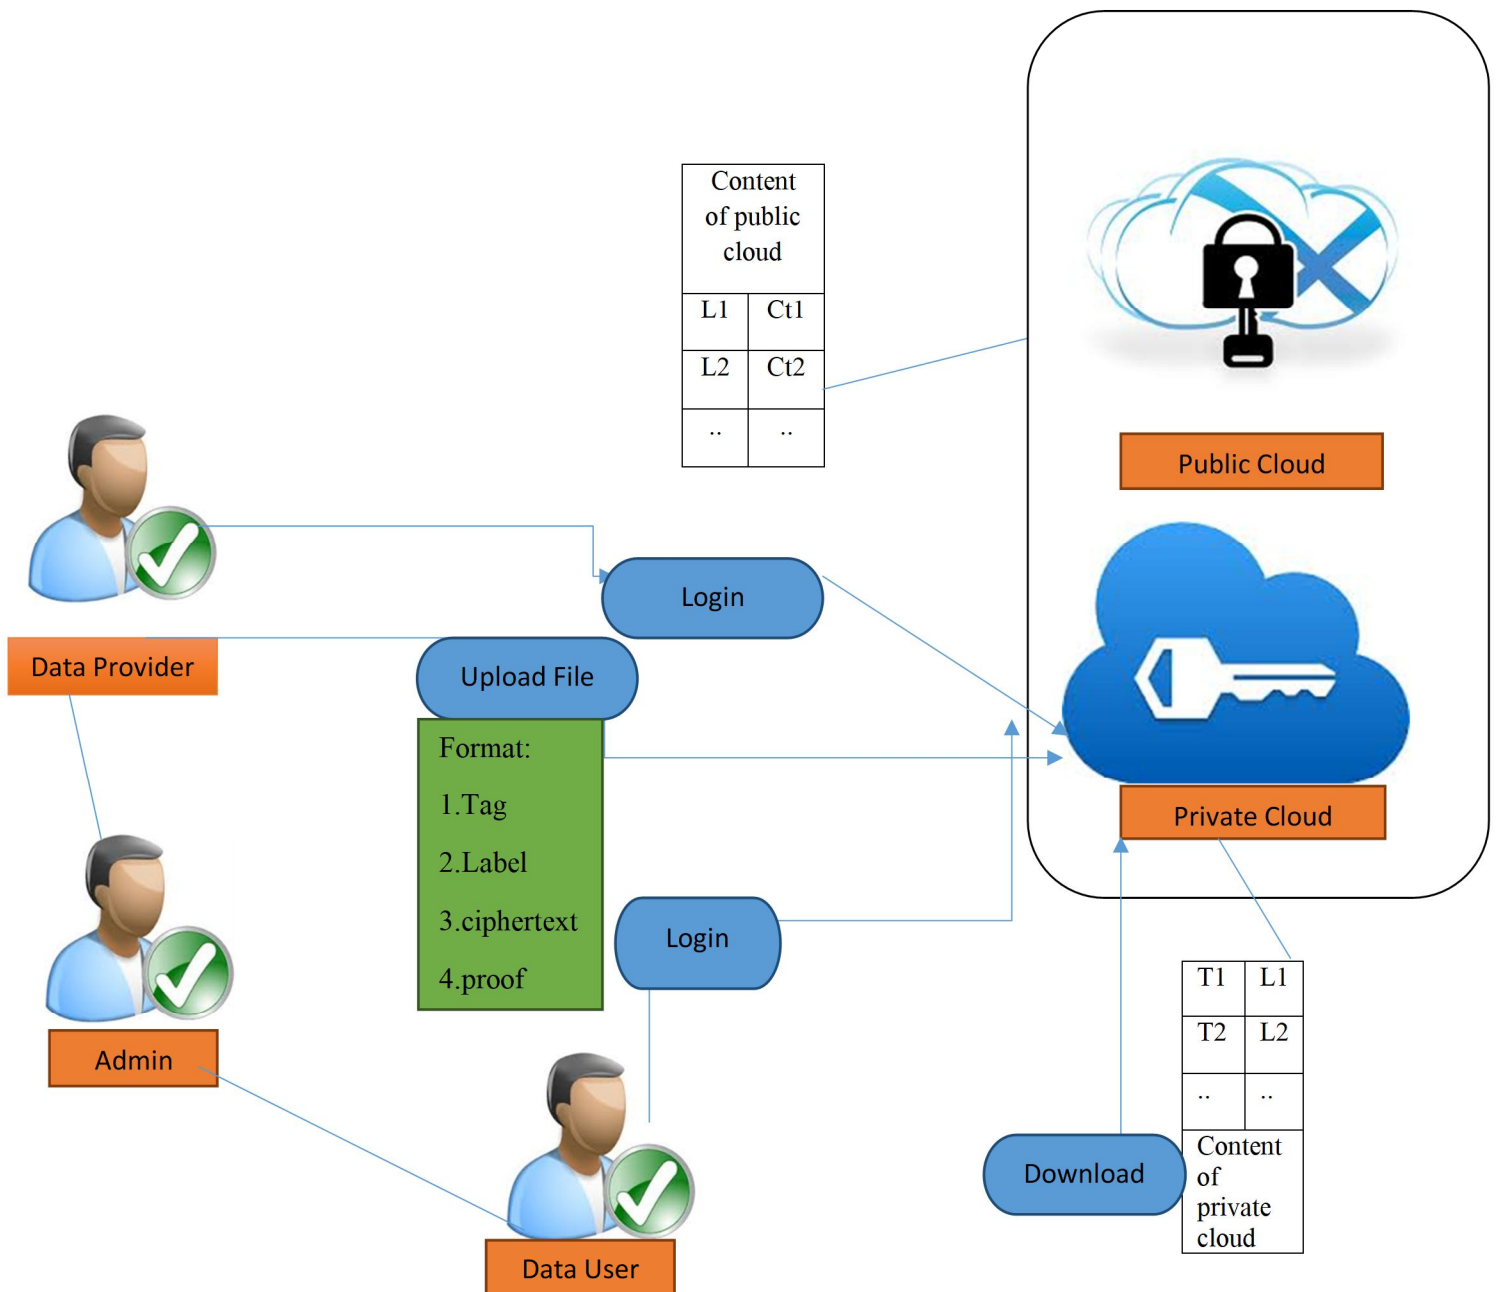 Content
of public
cloud
L1 Ct1
L2 Ct2
.. ..
Public Cloud
Login
Data Provider
Upload File
Format:
1.Tag
2.Label
3.ciphertext
4.proof
Private Cloud
Login
Admin
T1 L1
T2 L2
.. ..
Content
of
private
cloud
Download
Data User